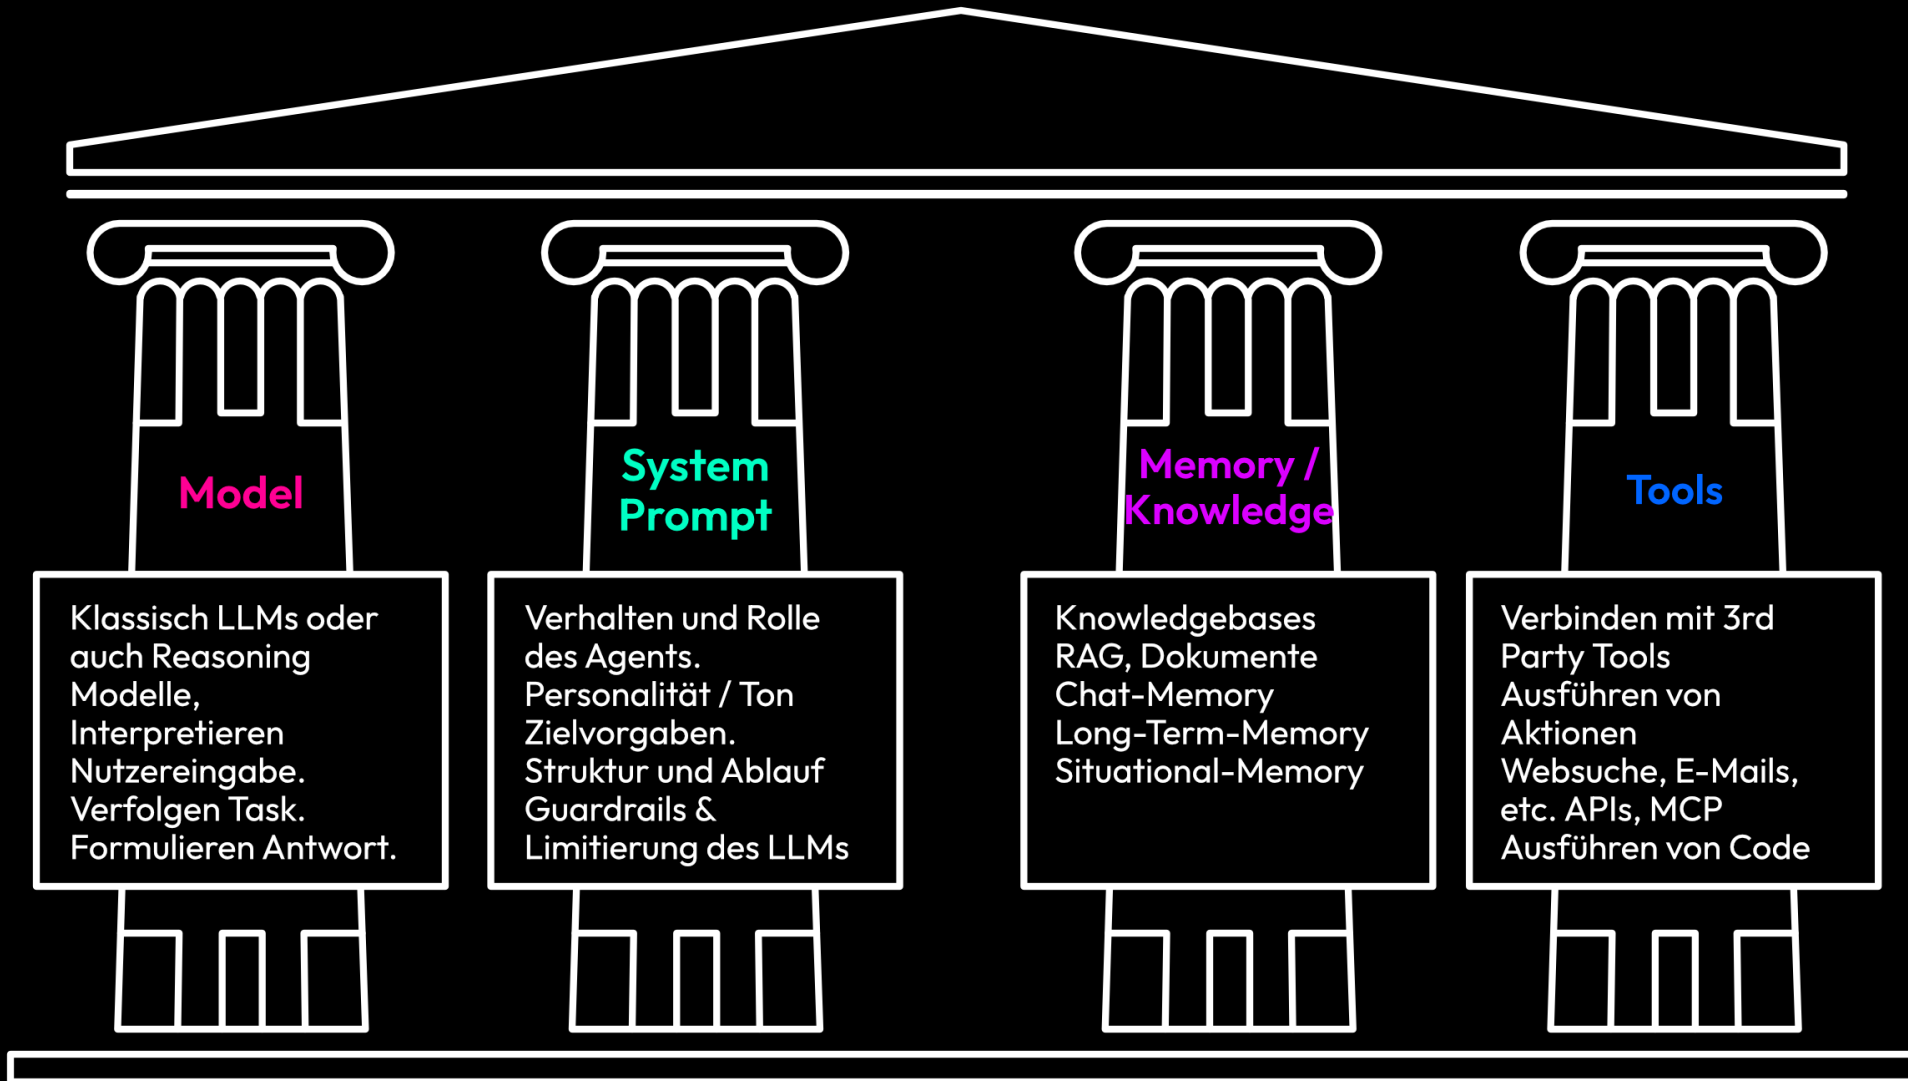 Model
Klassisch LLMs oder
auch Reasoning
Modelle,
Interpretieren
Nutzereingabe.
Verfolgen Task.
Formulieren Antwort.
System
Prompt
Verhalten und Rolle
des Agents.
Personalität / Ton
Zielvorgaben.
Struktur und Ablauf
Guardrails &
Limitierung des LLMs
Memory /
Knowledge
Knowledgebases
RAG, Dokumente
Chat-Memory
Long-Term-Memory
Situational-Memory
Tools
Verbinden mit 3rd
Party Tools
Ausführen von
Aktionen
Websuche, E-Mails,
etc. APIs, MCP
Ausführen von Code